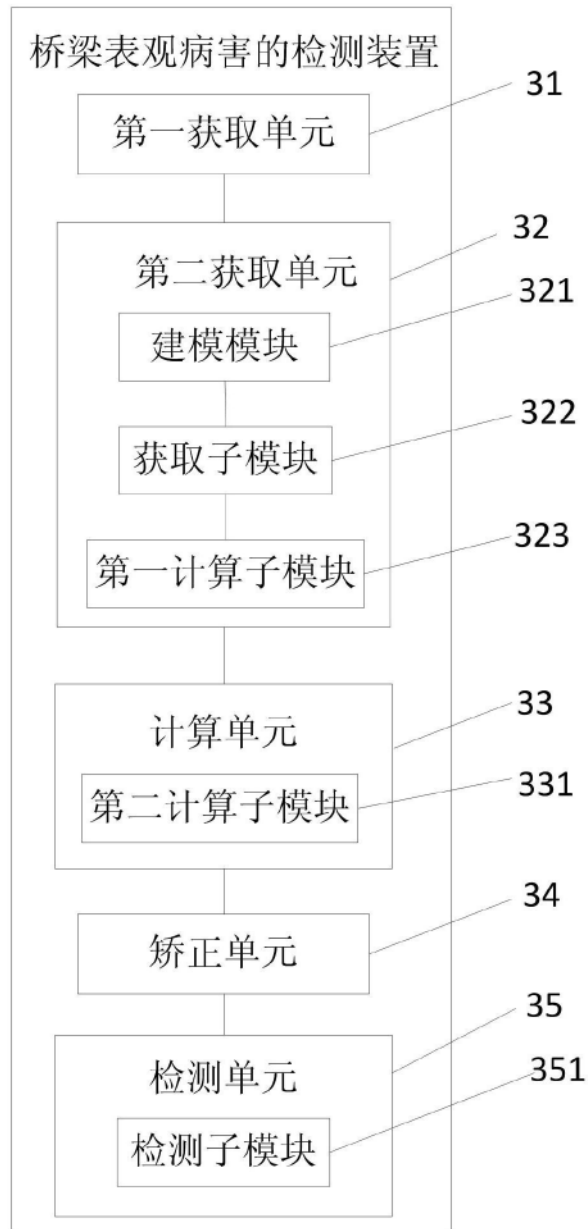 桥梁表观病害的检测装置
31
第一获取单元
32
第二获取单元
321
建模模块
322
获取子模块
323
第一计算子模块
33
计算单元
331
第二计算子模块
34
矫正单元
35
检测单元
351
检测子模块